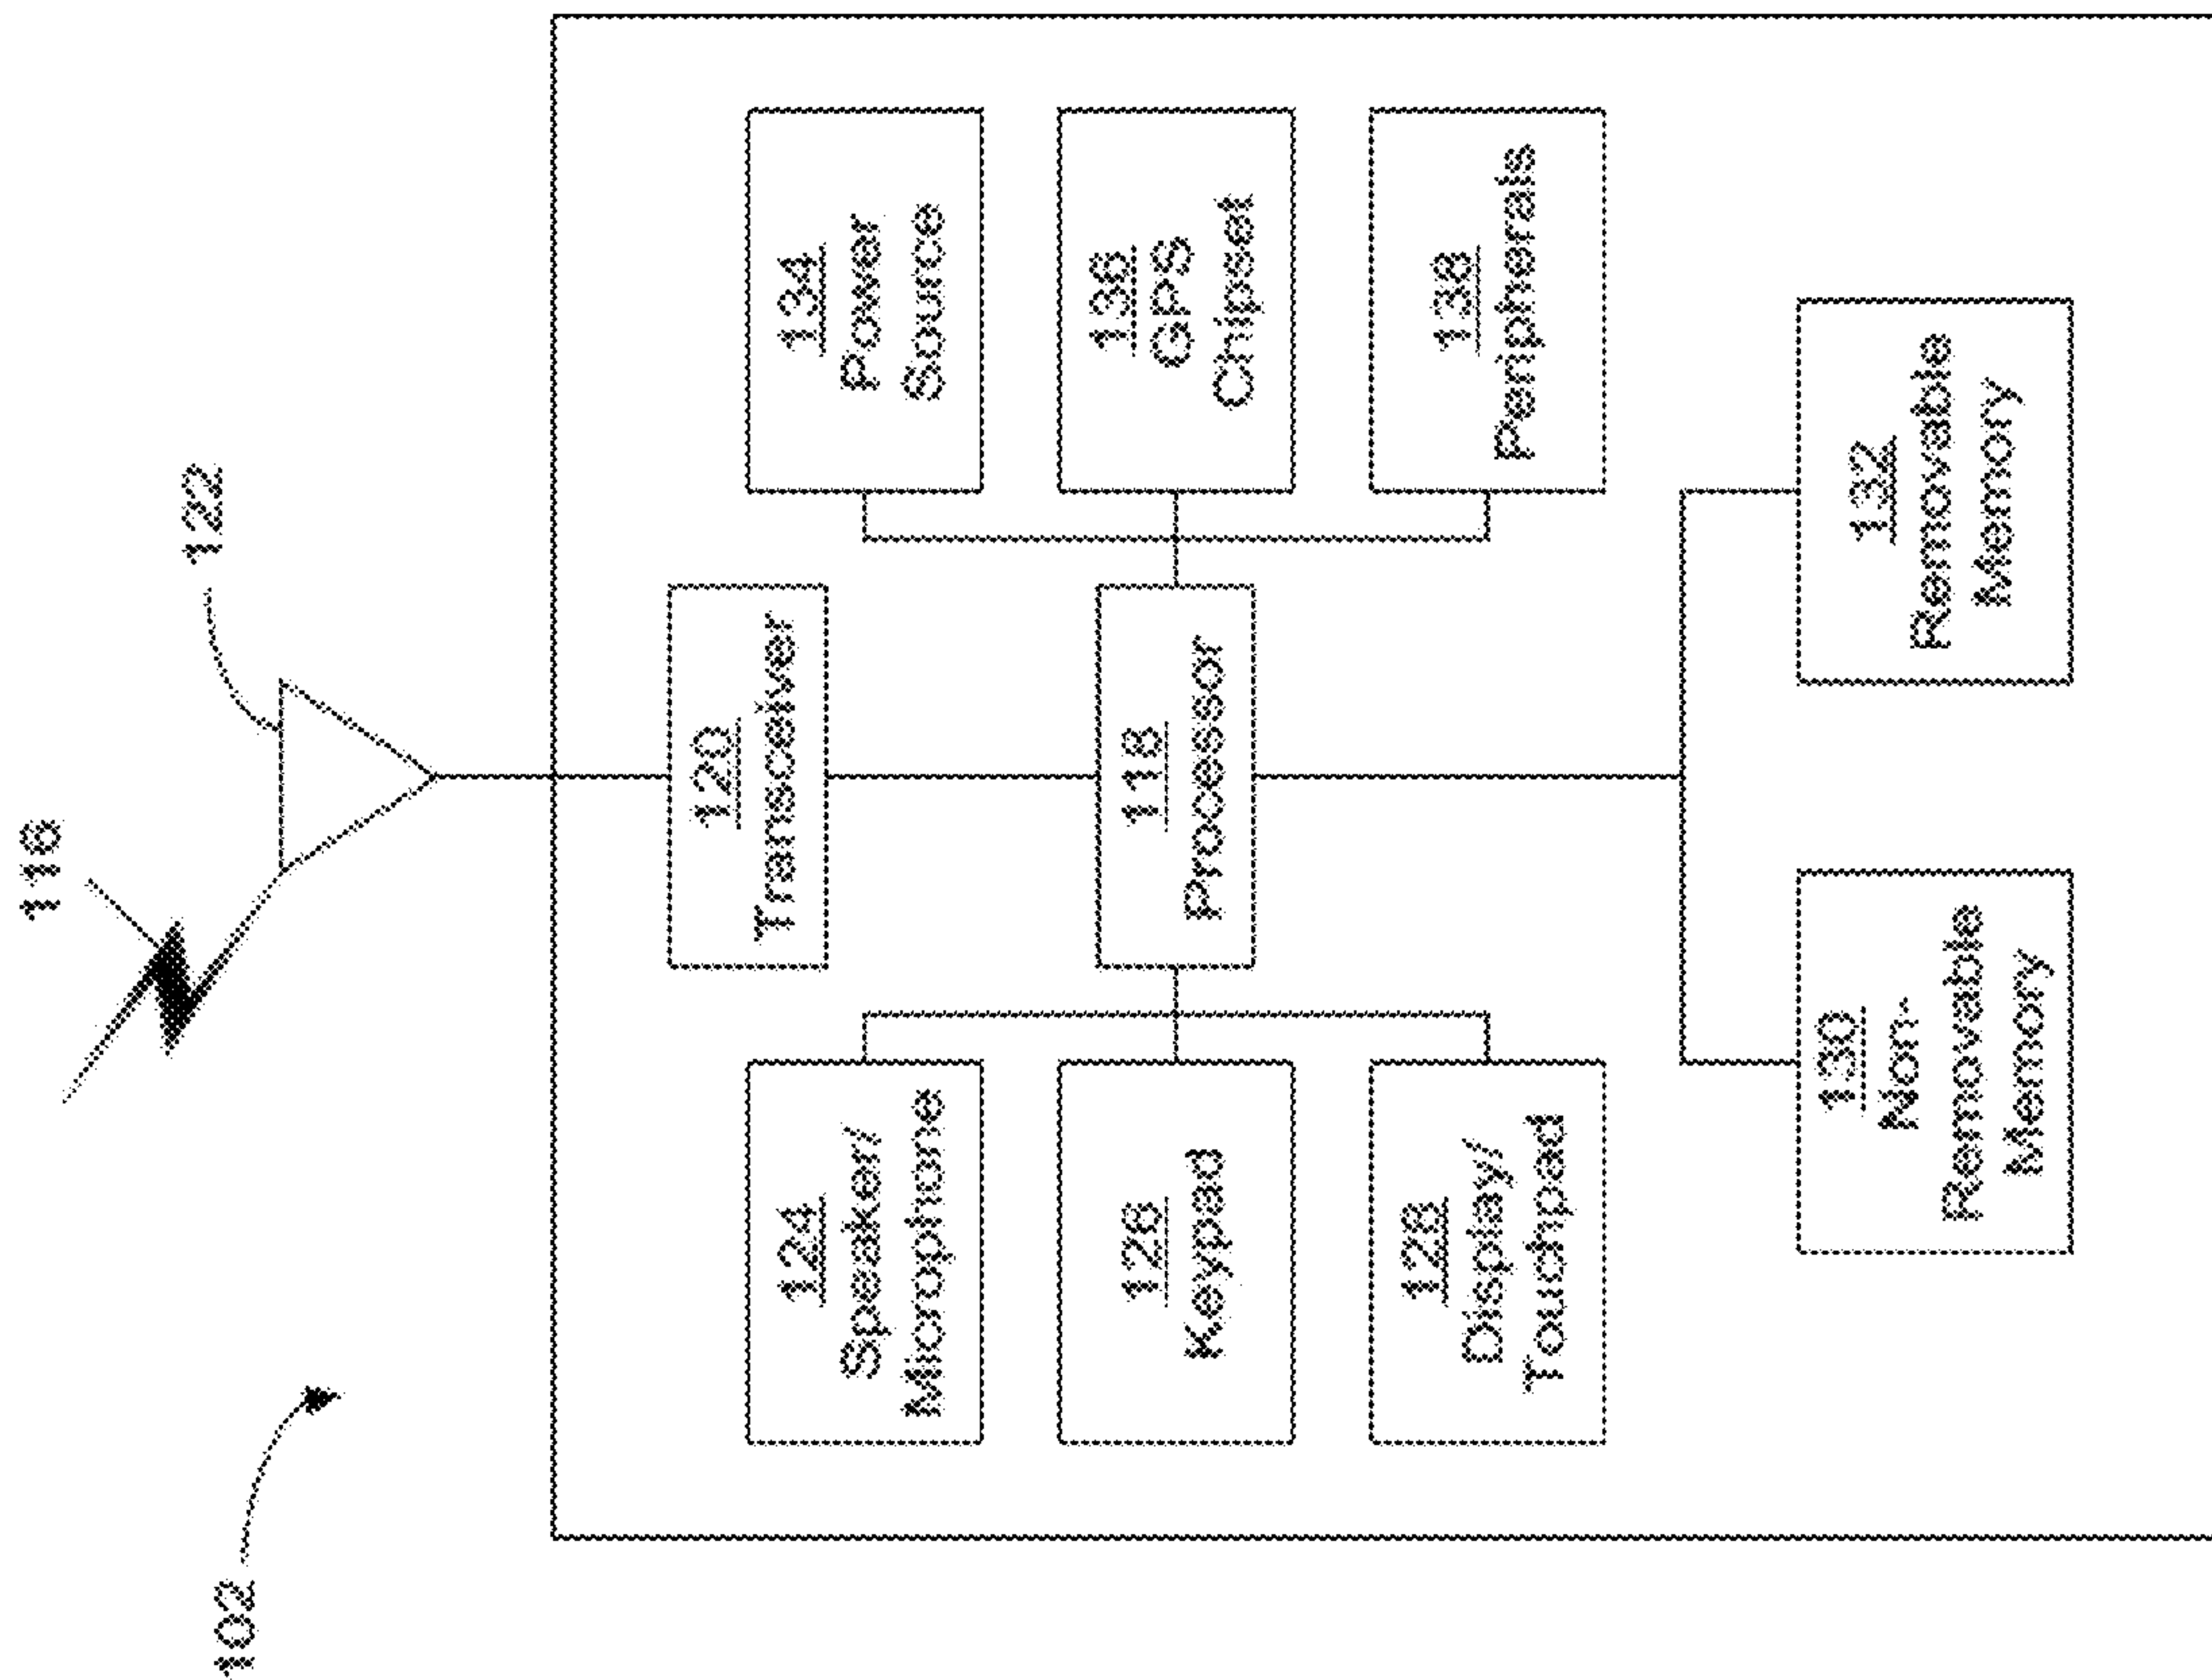 102
116
122
120
Transceiver
124
Speaker/
Microphone
134
Power
Source
126
Keypad
118
Processor
136
GPS
Chipset
128
Display/
Touchpad
138
Peripherals
130
Non-
Removable
Memory
132
Removable
Memory